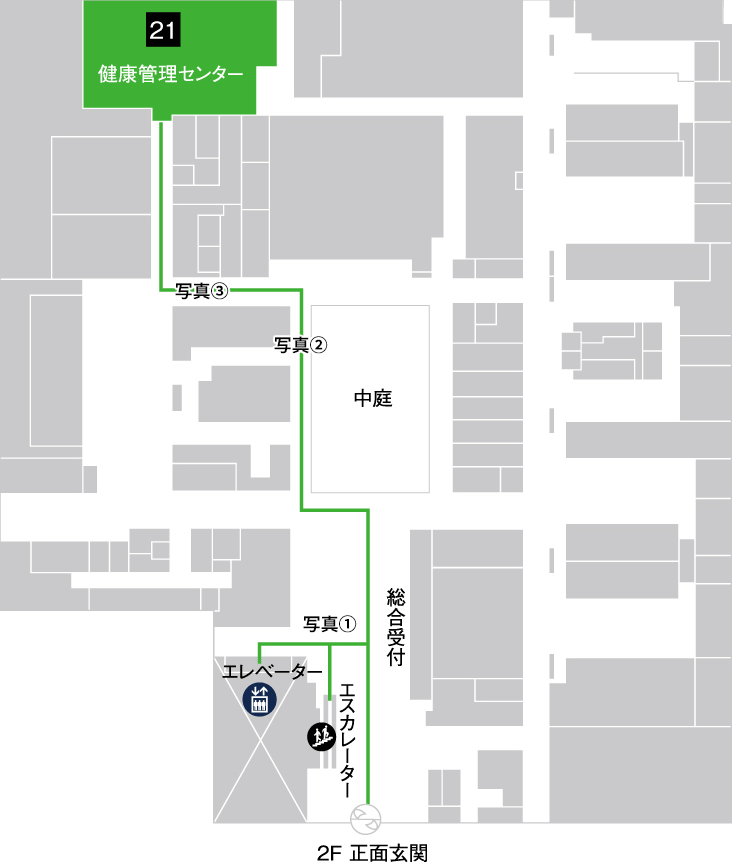 21
健康管理センター
写真③
写真②
中庭
総合受付
写真①
エレベーター
エスカレーター
2F 正面玄関